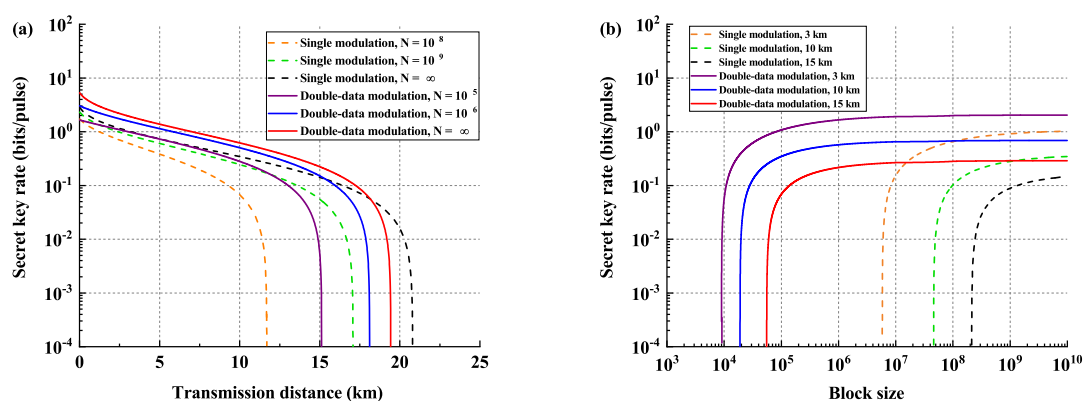 (a)
10²
10¹
10⁰
10⁻¹
10⁻²
10⁻³
10⁻⁴
Secret key rate (bits/pulse)
Single modulation, N = 10⁸
Single modulation, N = 10⁹
Single modulation, N = ∞
Double-data modulation, N = 10⁵
Double-data modulation, N = 10⁶
Double-data modulation, N = ∞
0 5 10 15 20 25
Transmission distance (km)
(b)
10²
10¹
10⁰
10⁻¹
10⁻²
10⁻³
10⁻⁴
Secret key rate (bits/pulse)
Single modulation, 3 km
Single modulation, 10 km
Single modulation, 15 km
Double-data modulation, 3 km
Double-data modulation, 10 km
Double-data modulation, 15 km
10³ 10⁴ 10⁵ 10⁶ 10⁷ 10⁸ 10⁹ 10¹⁰
Block size